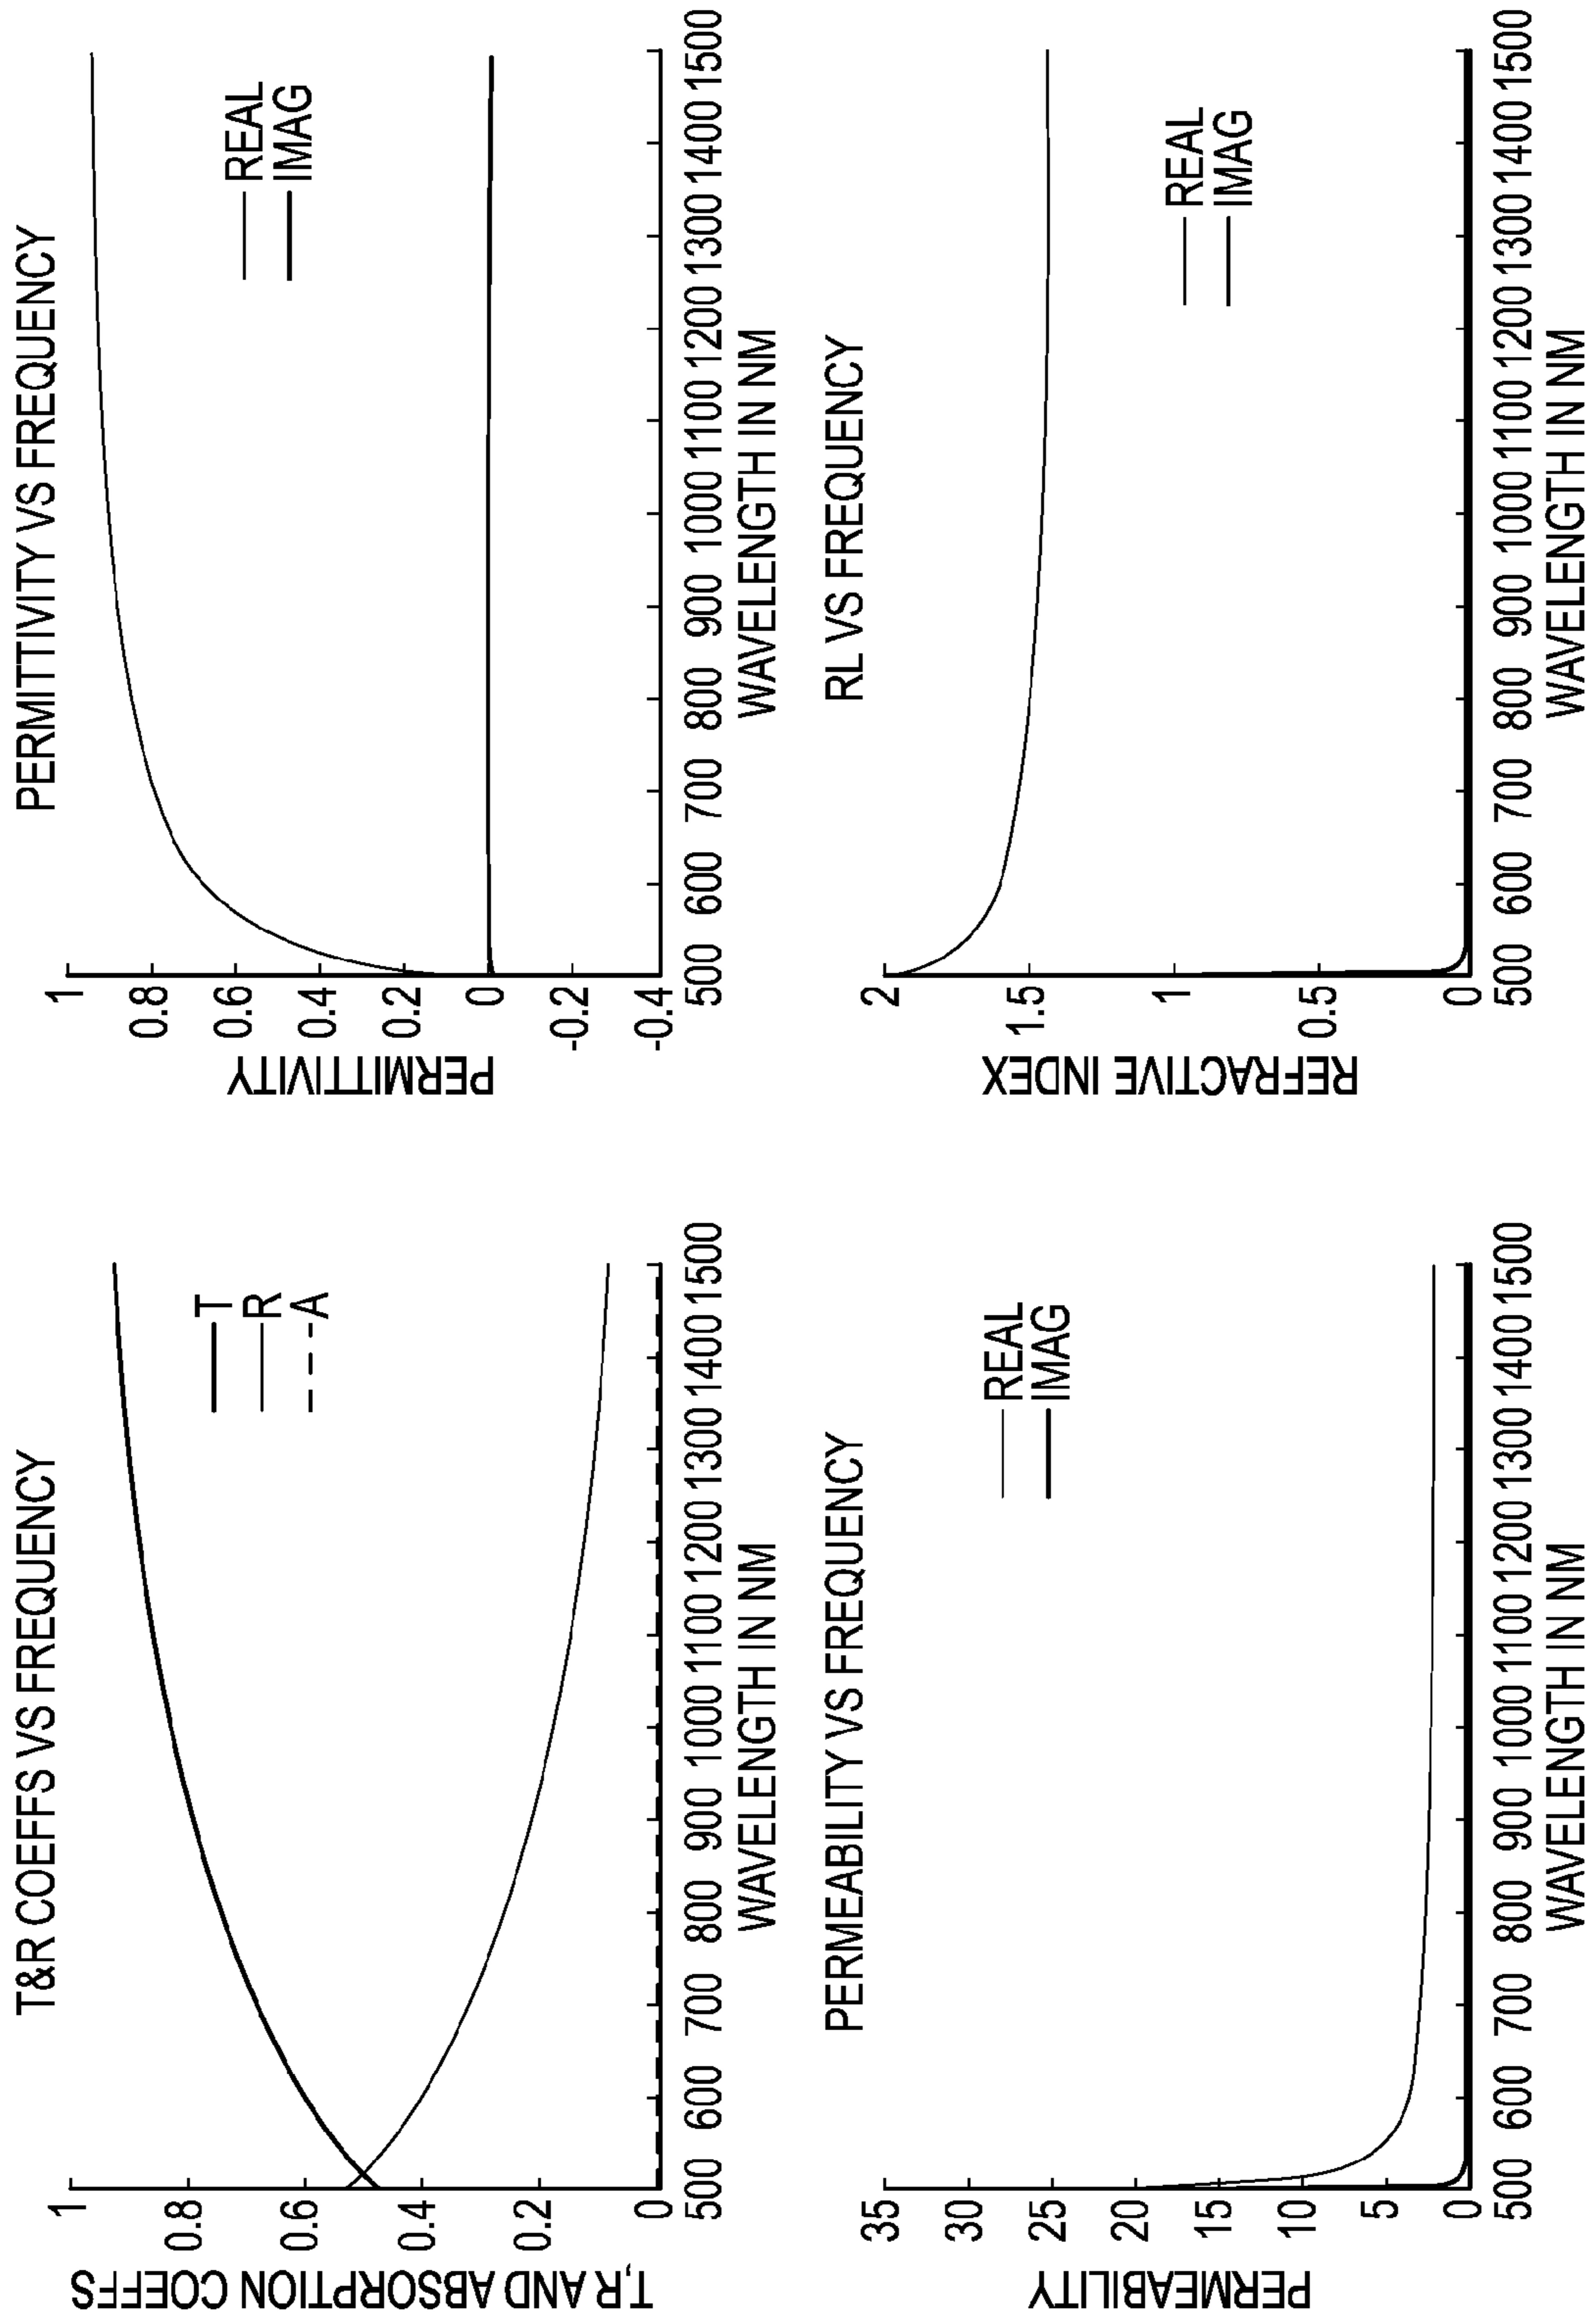 T&R COEFFS VS FREQUENCY
T,R AND ABSORPTION COEFFS
1
0.8
0.6
0.4
0.2
0
500 600 700 800 900 1000 1100 1200 1300 1400 1500
WAVELENGTH IN NM
T
R
A
PERMITTIVITY VS FREQUENCY
PERMITTIVITY
1
0.8
0.6
0.4
0.2
0
-0.2
-0.4
500 600 700 800 900 1000 1100 1200 1300 1400 1500
WAVELENGTH IN NM
REAL
IMAG
PERMEABILITY VS FREQUENCY
PERMEABILITY
35
30
25
20
15
10
5
0
500 600 700 800 900 1000 1100 1200 1300 1400 1500
WAVELENGTH IN NM
REAL
IMAG
RL VS FREQUENCY
REFRACTIVE INDEX
2
1.5
1
0.5
0
500 600 700 800 900 1000 1100 1200 1300 1400 1500
WAVELENGTH IN NM
REAL
IMAG